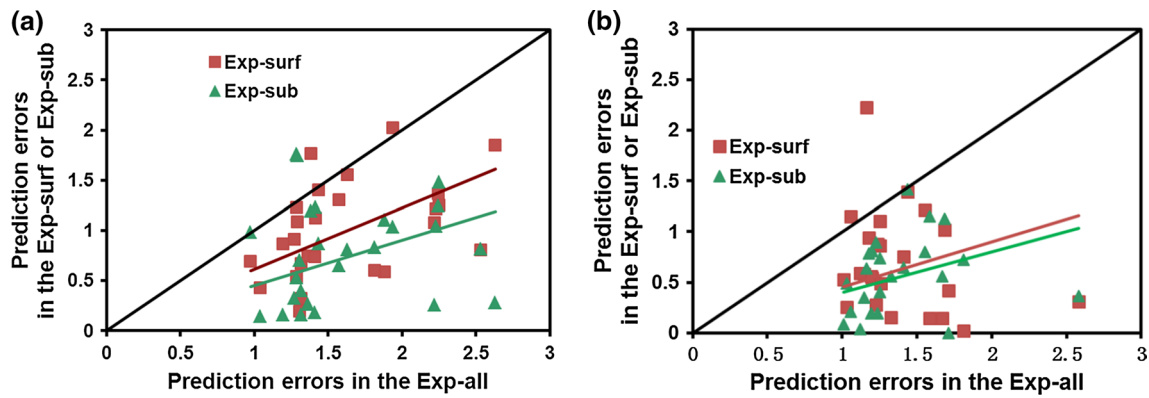 (a)
3
2.5
2
1.5
1
0.5
0
Prediction errors
in the Exp-surf or Exp-sub
Exp-surf
Exp-sub
0 0.5 1 1.5 2 2.5 3
Prediction errors in the Exp-all
(b)
3
2.5
2
1.5
1
0.5
0
Prediction errors
in the Exp-surf or Exp-sub
Exp-surf
Exp-sub
0 0.5 1 1.5 2 2.5 3
Prediction errors in the Exp-all